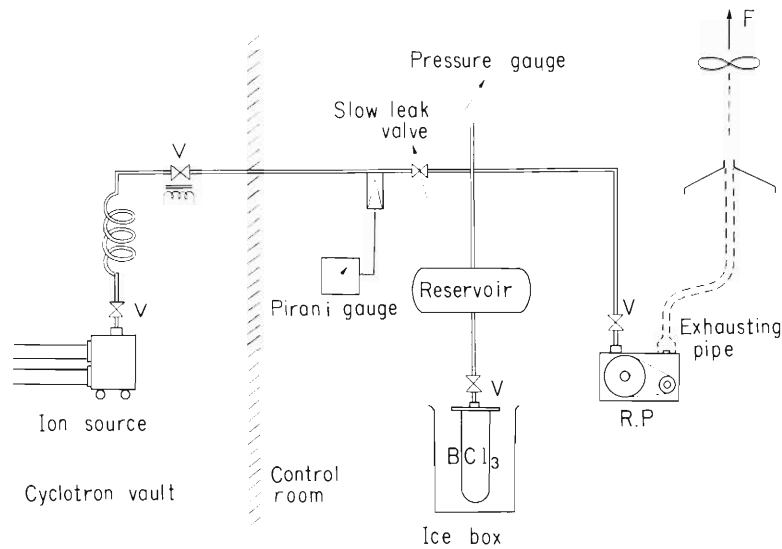 F
Pressure gauge
Slow leak
valve
V
Reservoir
Pirani gauge
V
V
Exhausting
pipe
V
R.P
Ion source
BCl3
Control
room
Cyclotron vault
Ice box